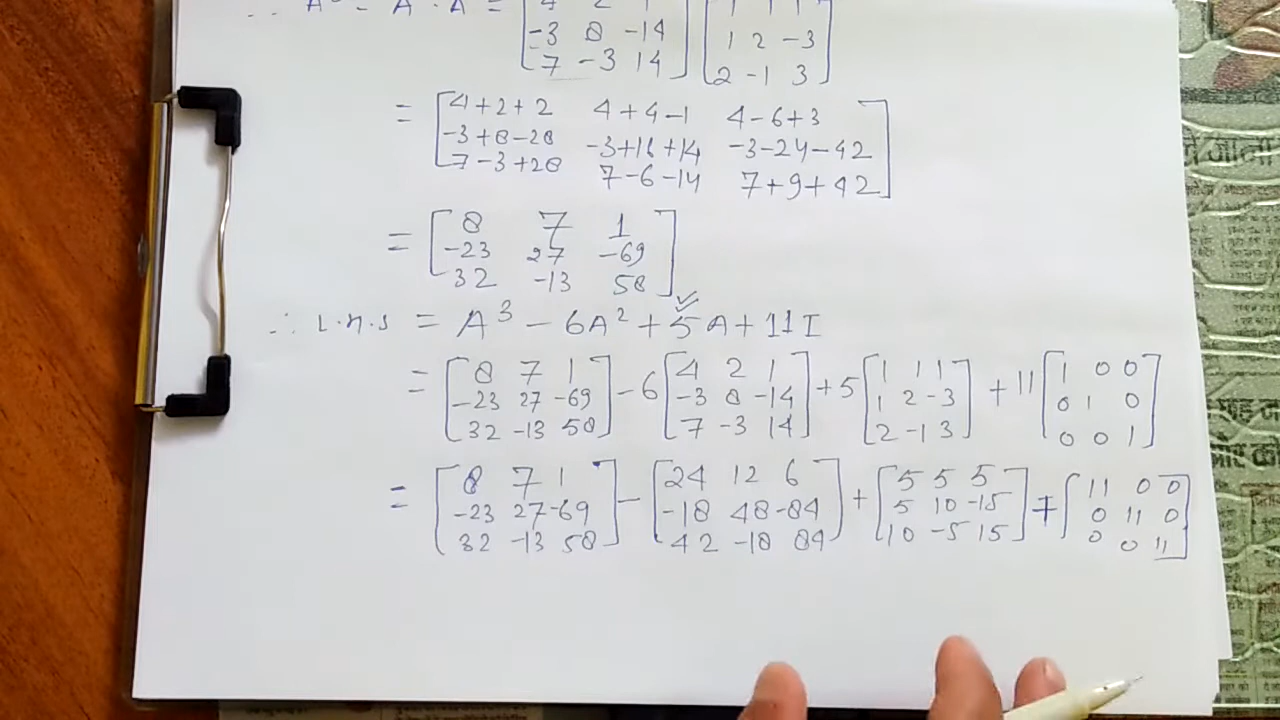 ∴ A³ = A² · A = [4 2 1] [1 1 1]
[-3 8 -14] [1 2 -3]
[7 -3 14] [2 -1 3]
= [4+2+2 4+4-1 4-6+3]
[-3+8-28 -3+16+14 -3-24-42]
[7-3+28 7-6-14 7+9+42]
= [8 7 1]
[-23 27 -69]
[32 -13 58]
∴ L.H.S = A³ - 6A² + 5A + 11I
= [8 7 1] - 6 [4 2 1] + 5 [1 1 1] + 11 [1 0 0]
[-23 27 -69] [-3 8 -14] [1 2 -3] [0 1 0]
[32 -13 58] [7 -3 14] [2 -1 3] [0 0 1]
= [8 7 1] - [24 12 6] + [5 5 5] + [11 0 0]
[-23 27 -69] [-18 48 -84] [5 10 -15] [0 11 0]
[32 -13 58] [42 -18 84] [10 -5 15] [0 0 11]